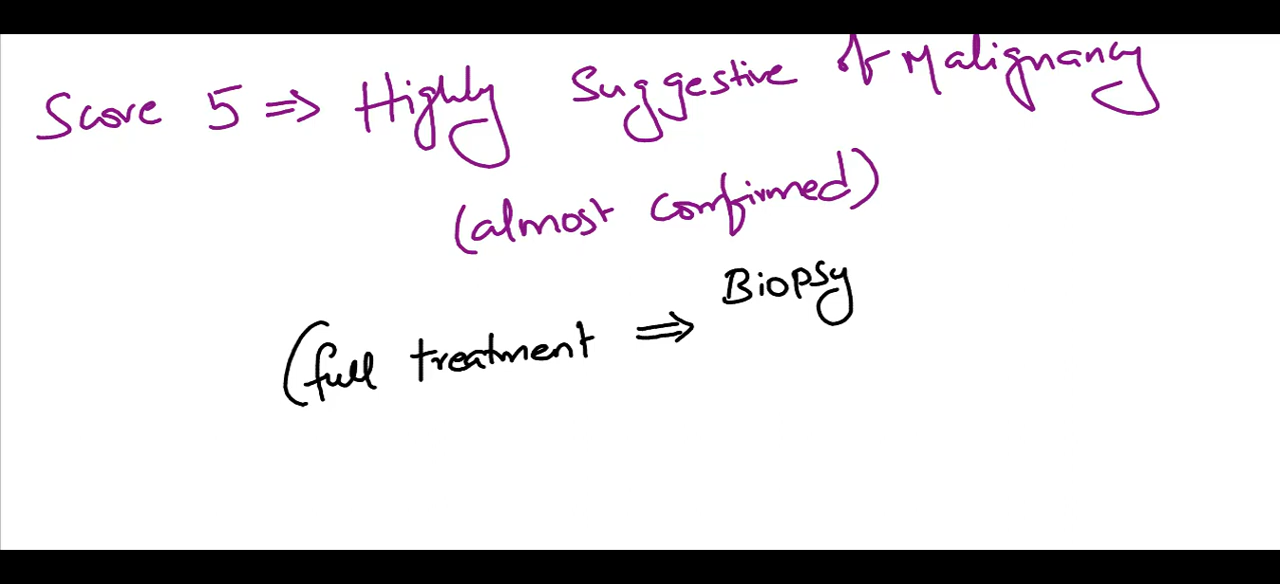 Score 5 ⇒ Highly Suggestive of Malignancy
(almost confirmed)
Biopsy
(full treatment ⇒